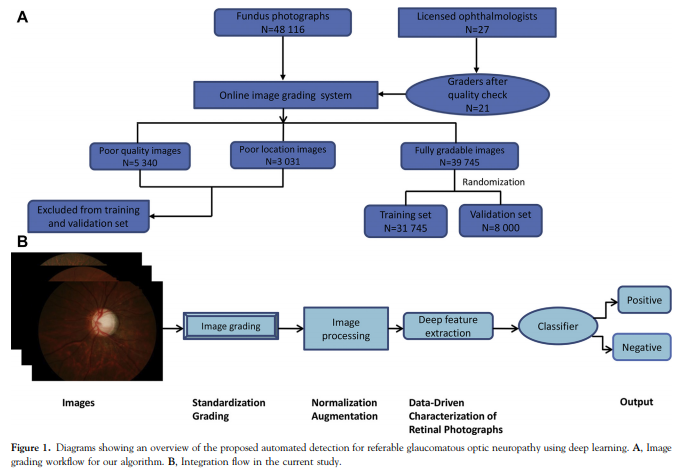 A
Fundus photographs
N=48 116
Licensed ophthalmologists
N=27
Online image grading system
Graders after
quality check
N=21
Poor quality images
N=5 340
Poor location images
N=3 031
Fully gradable images
N=39 745
Randomization
Excluded from training
and validation set
Training set
N=31 745
Validation set
N=8 000
B
Image grading
Image
processing
Deep feature
extraction
Classifier
Positive
Negative
Images
Standardization
Grading
Normalization
Augmentation
Data-Driven
Characterization of
Retinal Photographs
Output
Figure 1. Diagrams showing an overview of the proposed automated detection for referable glaucomatous optic neuropathy using deep learning. A, Image
grading workflow for our algorithm. B, Integration flow in the current study.